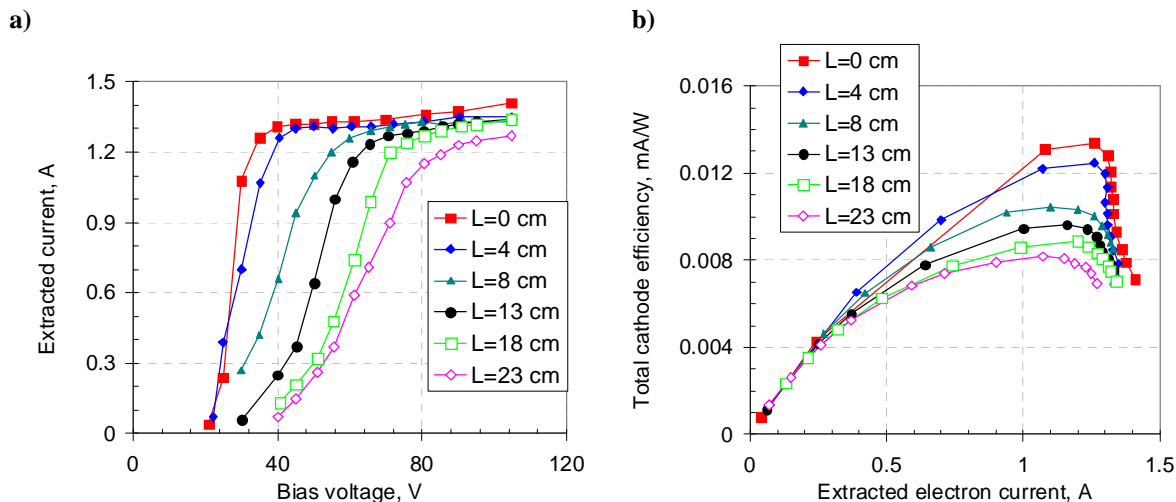 a)
Extracted current, A
1.5
1.2
0.9
0.6
0.3
0
0
40
80
120
Bias voltage, V
L=0 cm
L=4 cm
L=8 cm
L=13 cm
L=18 cm
L=23 cm
b)
Total cathode efficiency, mA/W
0.016
0.012
0.008
0.004
0
0
0.5
1
1.5
Extracted electron current, A
L=0 cm
L=4 cm
L=8 cm
L=13 cm
L=18 cm
L=23 cm